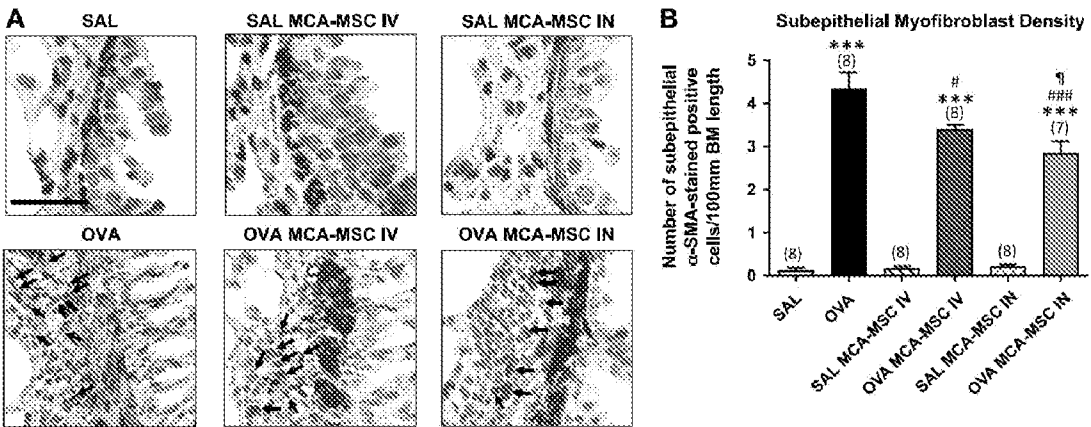 A
SAL
SAL MCA-MSC IV
SAL MCA-MSC IN
OVA
OVA MCA-MSC IV
OVA MCA-MSC IN
B
Subepithelial Myofibroblast Density
Number of subepithelial
α-SMA-stained positive
cells/100mm BM length
5
4
3
2
1
0
(8)
***
(8)
(8)
#
***
(8)
(8)
¶
###
***
(7)
SAL
OVA
SAL MCA-MSC IV
OVA MCA-MSC IV
SAL MCA-MSC IN
OVA MCA-MSC IN